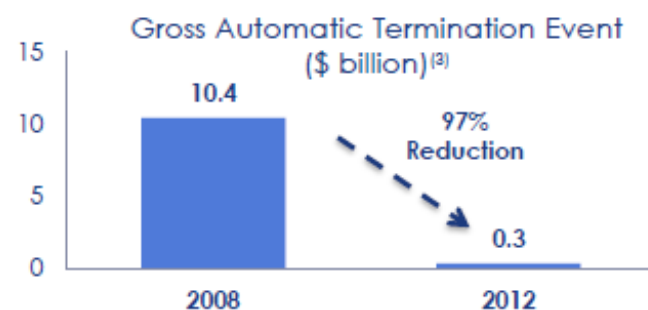 Gross Automatic Termination Event
($ billion)⁽³⁾
15
10.4
10
97%
Reduction
5
0.3
0
2008 2012